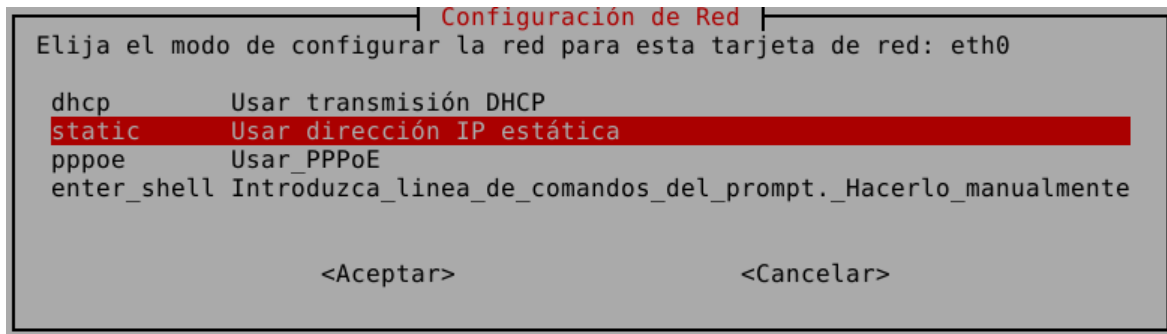 Configuración de Red
Elija el modo de configurar la red para esta tarjeta de red: eth0
dhcp Usar transmisión DHCP
static Usar dirección IP estática
pppoe Usar_PPPoE
enter_shell Introduzca_linea_de_comandos_del_prompt._Hacerlo_manualmente
<Aceptar> <Cancelar>